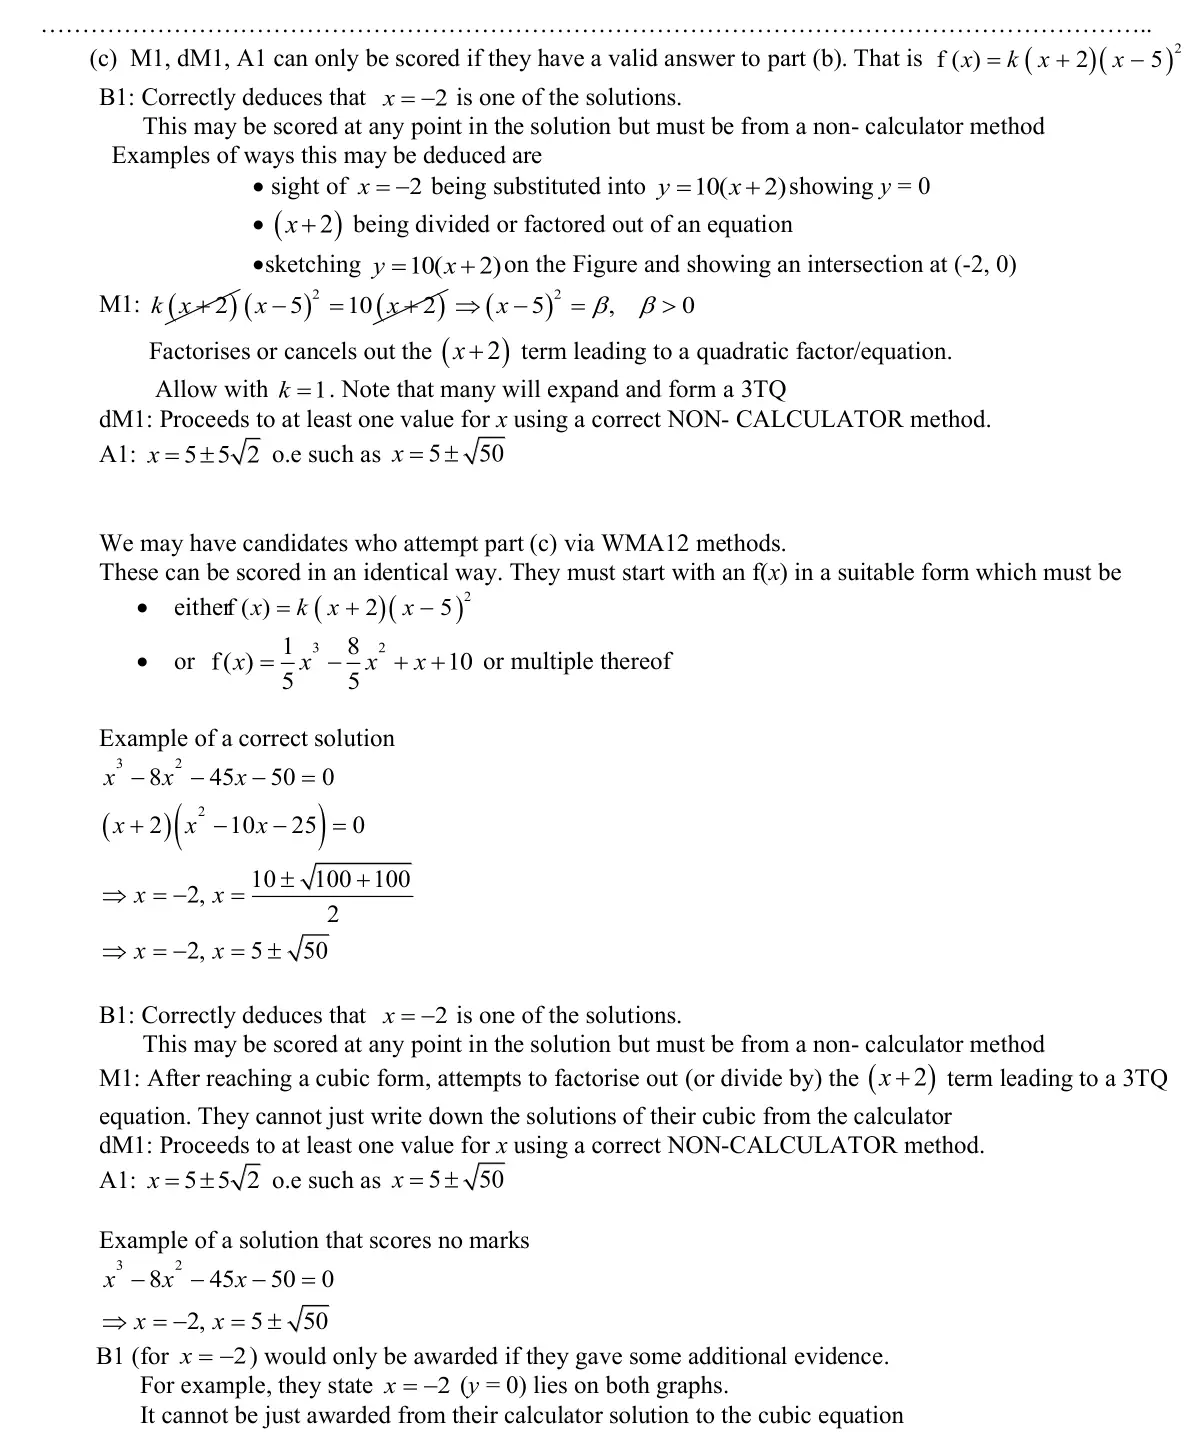 (c) M1, dM1, A1 can only be scored if they have a valid answer to part (b). That is f (x) = k (x + 2)(x − 5)²
B1: Correctly deduces that x = −2 is one of the solutions.
This may be scored at any point in the solution but must be from a non- calculator method
Examples of ways this may be deduced are
• sight of x = −2 being substituted into y = 10(x + 2) showing y = 0
• (x + 2) being divided or factored out of an equation
•sketching y = 10(x + 2) on the Figure and showing an intersection at (-2, 0)
M1: k(x + 2)(x − 5)² = 10(x + 2) ⇒ (x − 5)² = β, β > 0
Factorises or cancels out the (x + 2) term leading to a quadratic factor/equation.
Allow with k = 1. Note that many will expand and form a 3TQ
dM1: Proceeds to at least one value for x using a correct NON- CALCULATOR method.
A1: x = 5 ± 5√2 o.e such as x = 5 ± √50
We may have candidates who attempt part (c) via WMA12 methods.
These can be scored in an identical way. They must start with an f(x) in a suitable form which must be
• either f (x) = k (x + 2)(x − 5)²
• or f(x) = 1/5 x³ − 8/5 x² + x + 10 or multiple thereof
Example of a correct solution
x³ − 8x² − 45x − 50 = 0
(x + 2)(x² − 10x − 25) = 0
⇒ x = −2, x = (10 ± √(100 + 100))/2
⇒ x = −2, x = 5 ± √50
B1: Correctly deduces that x = −2 is one of the solutions.
This may be scored at any point in the solution but must be from a non- calculator method
M1: After reaching a cubic form, attempts to factorise out (or divide by) the (x + 2) term leading to a 3TQ
equation. They cannot just write down the solutions of their cubic from the calculator
dM1: Proceeds to at least one value for x using a correct NON-CALCULATOR method.
A1: x = 5 ± 5√2 o.e such as x = 5 ± √50
Example of a solution that scores no marks
x³ − 8x² − 45x − 50 = 0
⇒ x = −2, x = 5 ± √50
B1 (for x = −2) would only be awarded if they gave some additional evidence.
For example, they state x = −2 (y = 0) lies on both graphs.
It cannot be just awarded from their calculator solution to the cubic equation